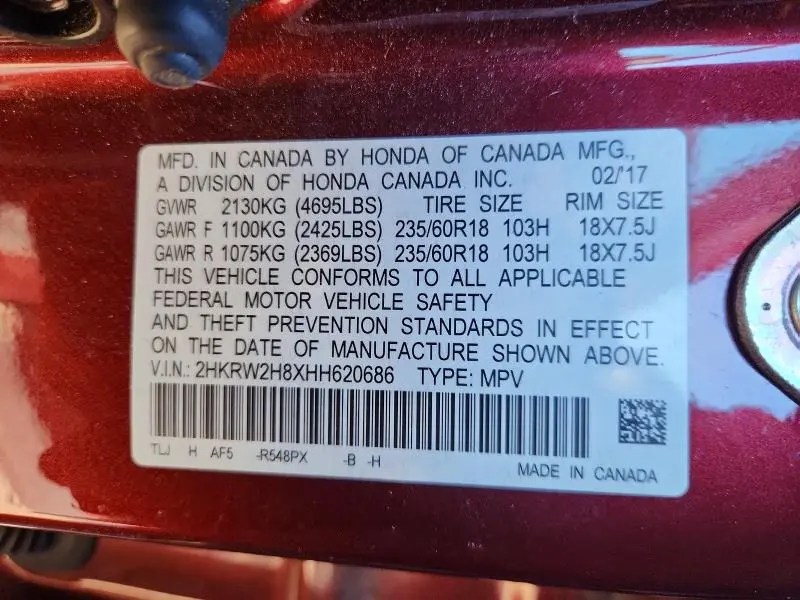 MFD. IN CANADA BY HONDA OF CANADA MFG.,
A DIVISION OF HONDA CANADA INC. 02/'17
GVWR 2130KG (4695LBS) TIRE SIZE RIM SIZE
GAWR F 1100KG (2425LBS) 235/60R18 103H 18X7.5J
GAWR R 1075KG (2369LBS) 235/60R18 103H 18X7.5J
THIS VEHICLE CONFORMS TO ALL APPLICABLE
FEDERAL MOTOR VEHICLE SAFETY
AND THEFT PREVENTION STANDARDS IN EFFECT
ON THE DATE OF MANUFACTURE SHOWN ABOVE.
V.I.N.: 2HKRW2H8XHH620686 TYPE: MPV
TLJ H AF5 -R548PX -B -H
MADE IN CANADA